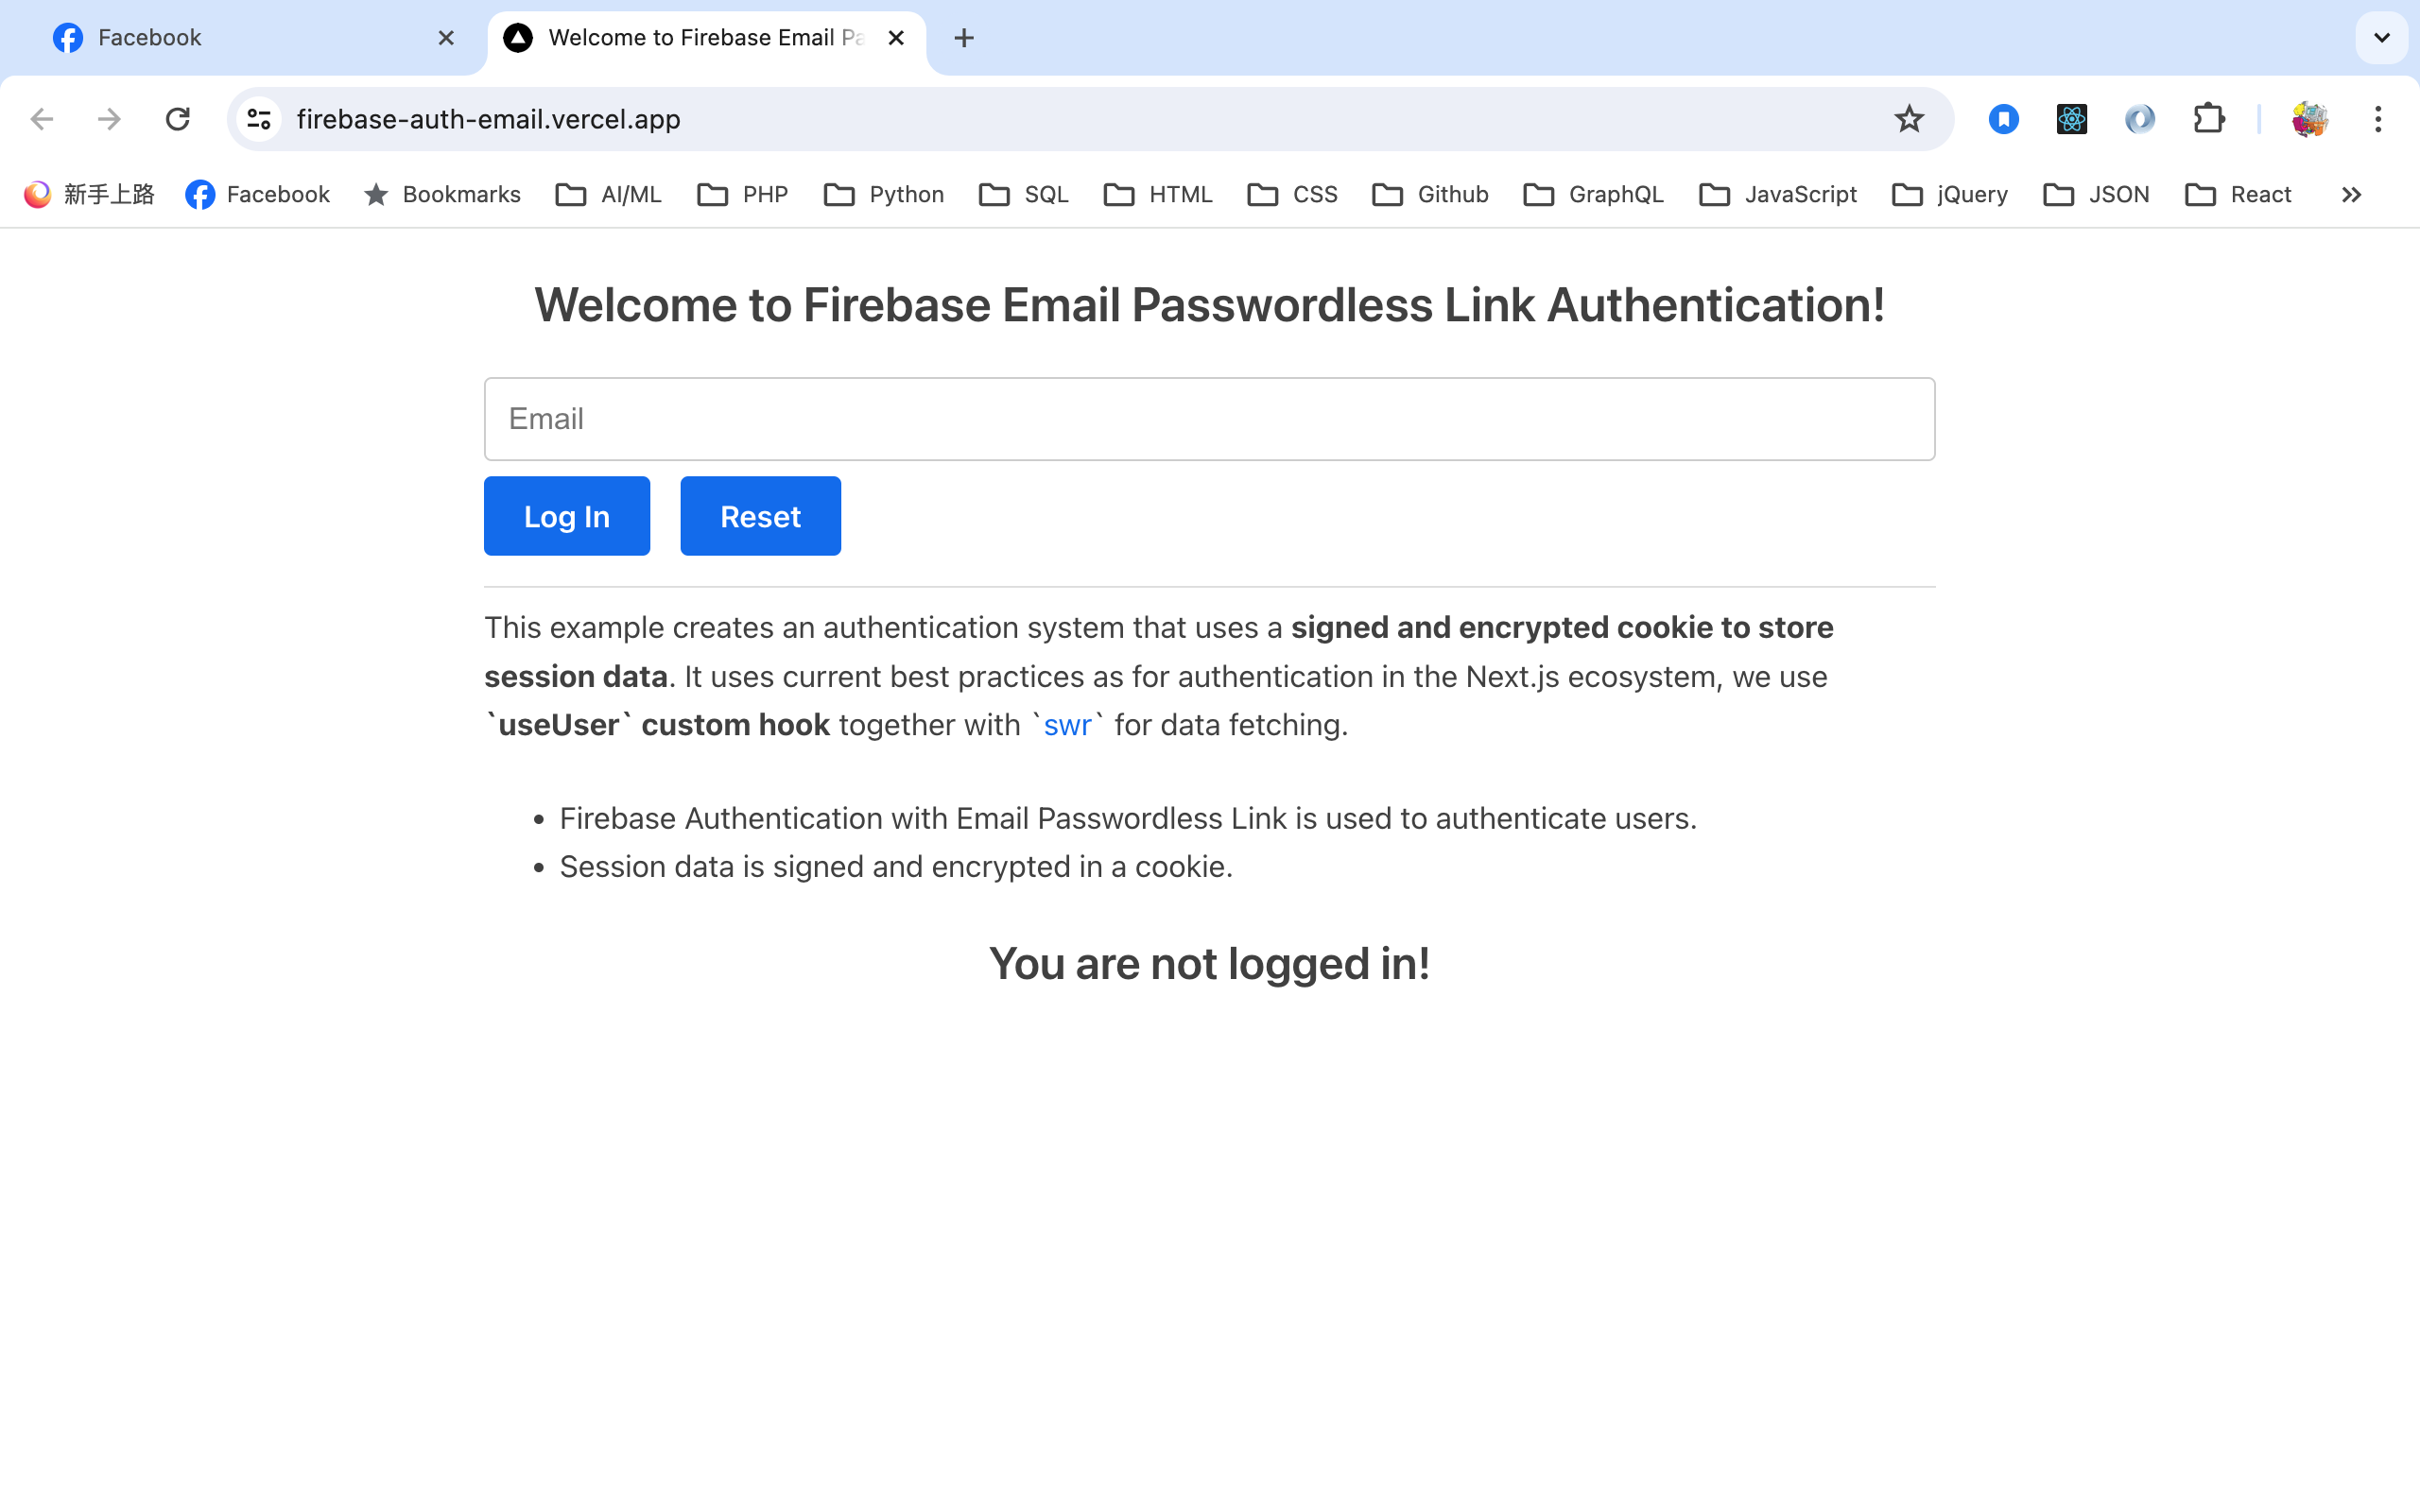 Facebook
Welcome to Firebase Email Pa
firebase-auth-email.vercel.app
新手上路 Facebook Bookmarks AI/ML PHP Python SQL HTML CSS Github GraphQL JavaScript jQuery JSON React
Welcome to Firebase Email Passwordless Link Authentication!
Email
Log In Reset
This example creates an authentication system that uses a signed and encrypted cookie to store
session data. It uses current best practices as for authentication in the Next.js ecosystem, we use
`useUser` custom hook together with `swr` for data fetching.
• Firebase Authentication with Email Passwordless Link is used to authenticate users.
• Session data is signed and encrypted in a cookie.
You are not logged in!